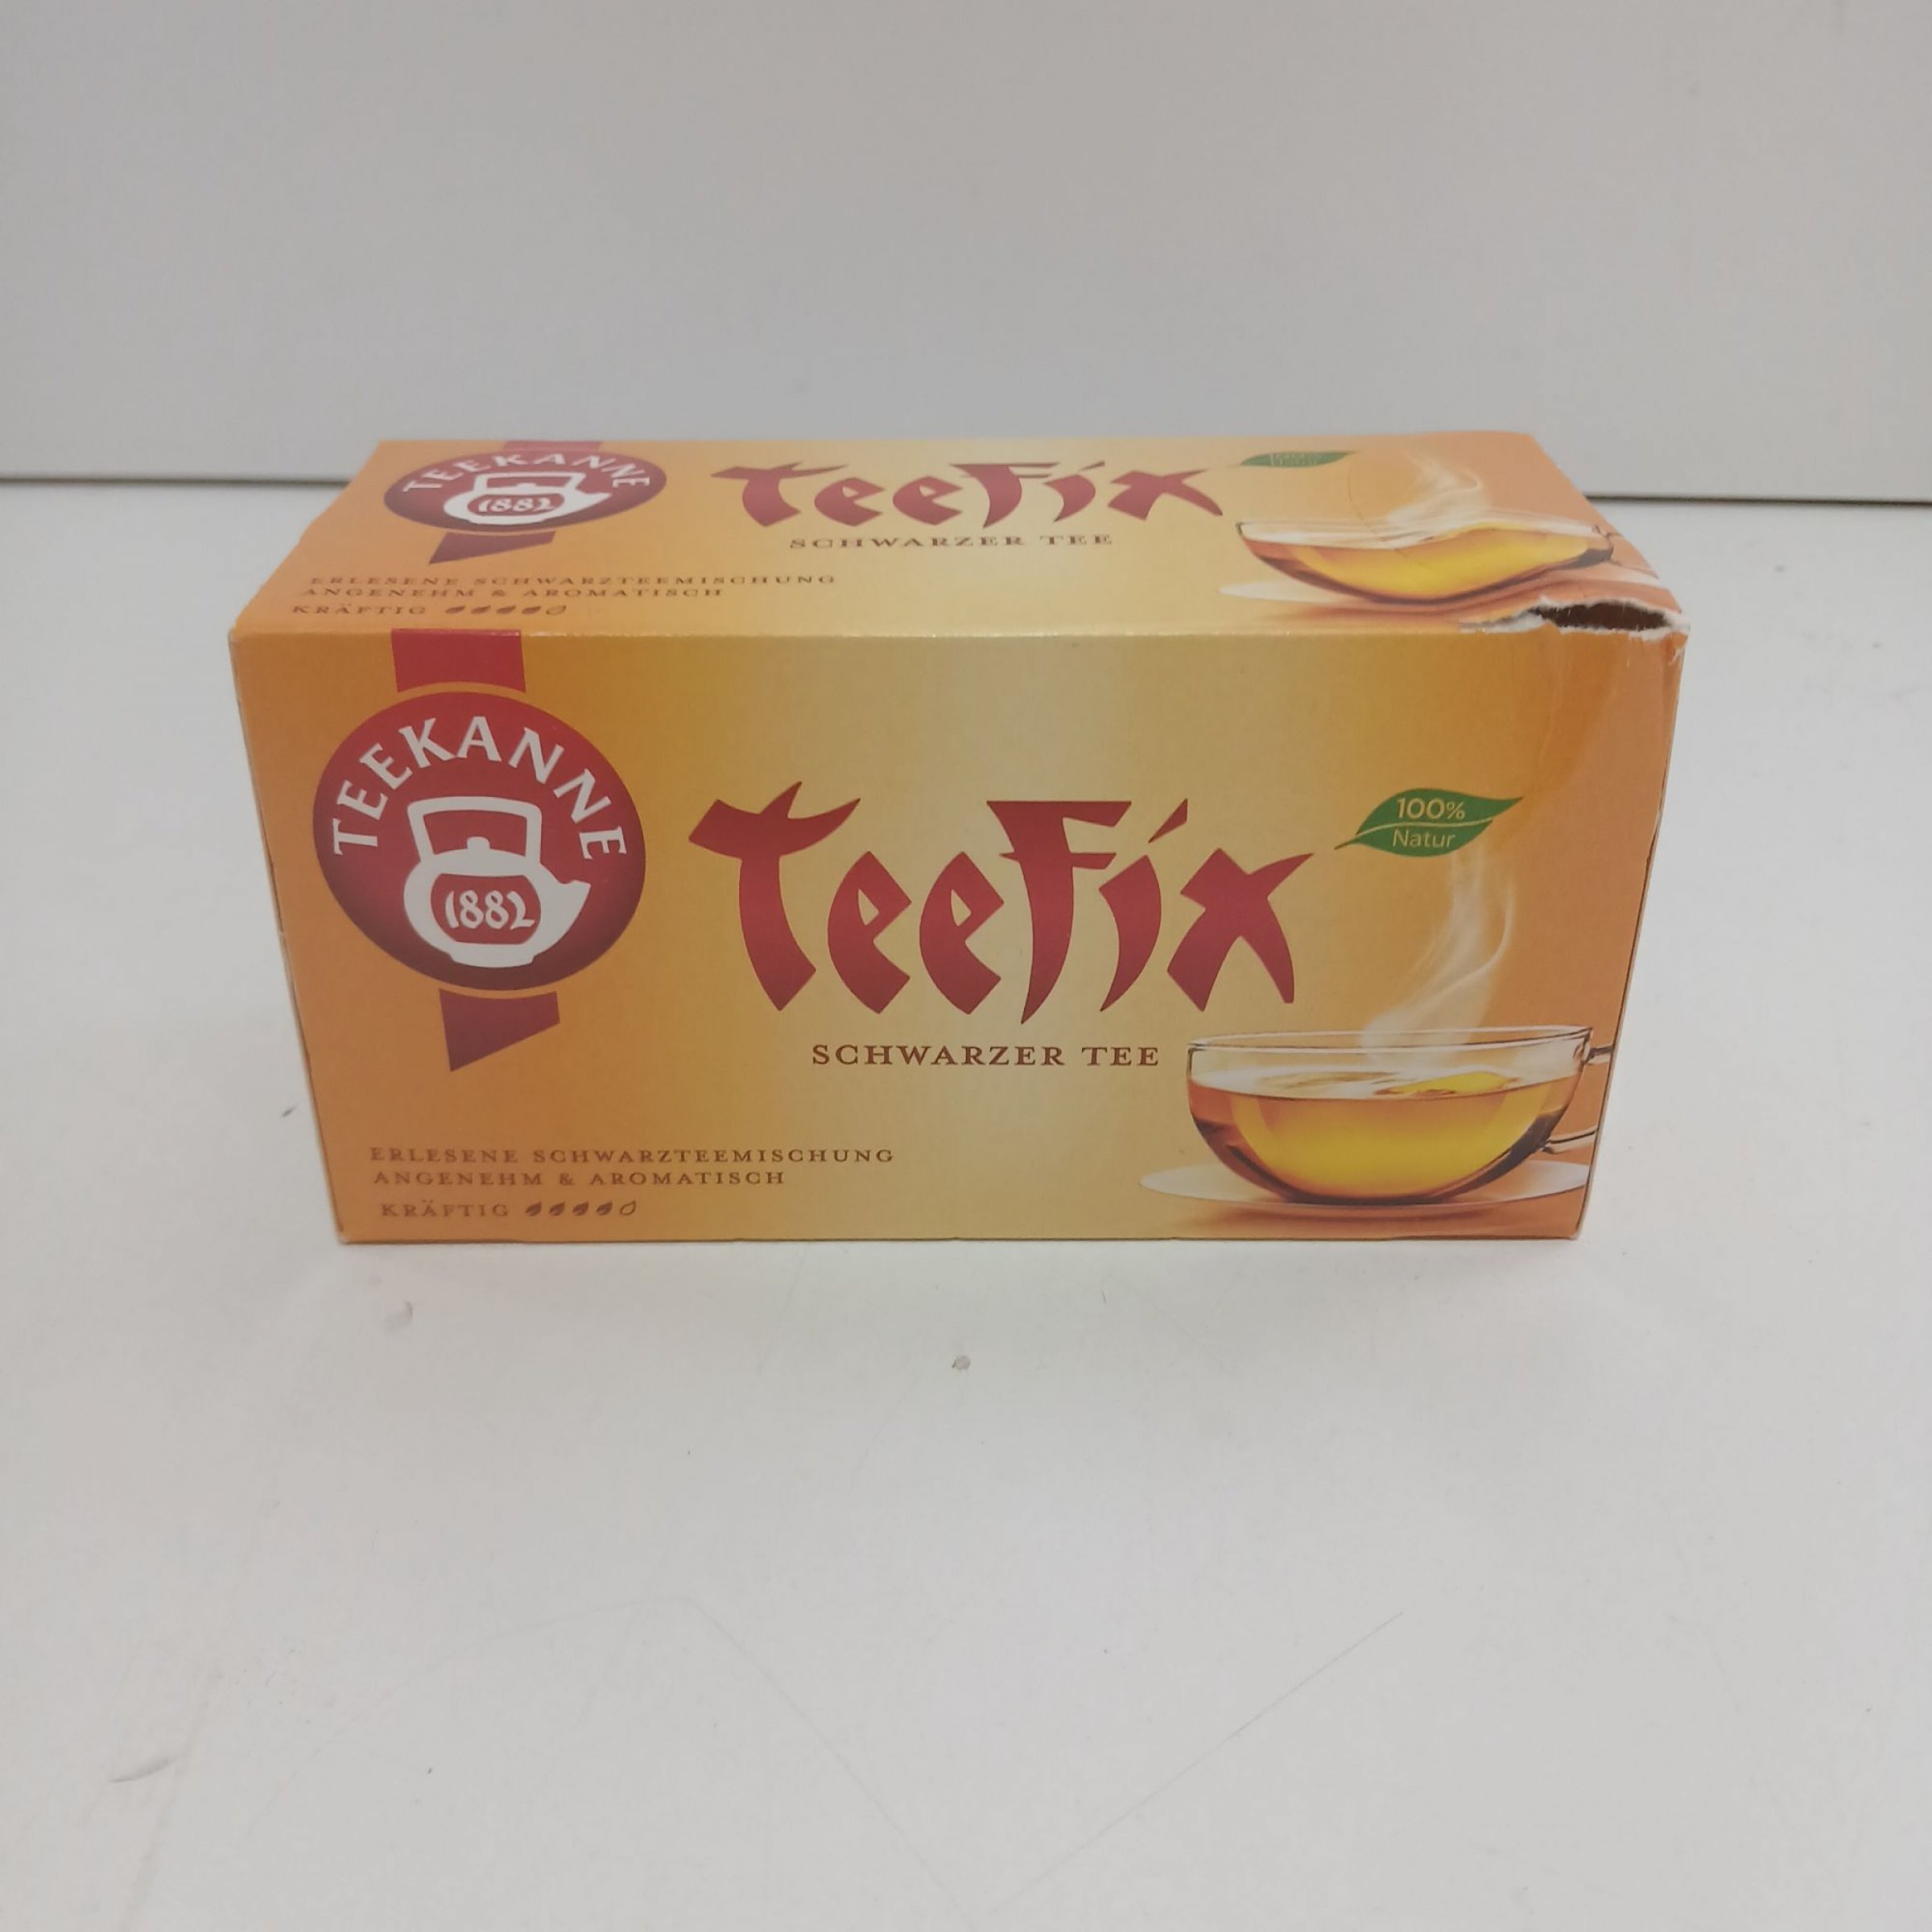 TEEKANNE
1882
TeeFix
SCHWARZER TEE
ERLESENE SCHWARZTEEMISCHUNG
ANGENEHM & AROMATISCH
KRÄFTIG
TEEKANNE
1882
TeeFix
100%
Natur
SCHWARZER TEE
ERLESENE SCHWARZTEEMISCHUNG
ANGENEHM & AROMATISCH
KRÄFTIG